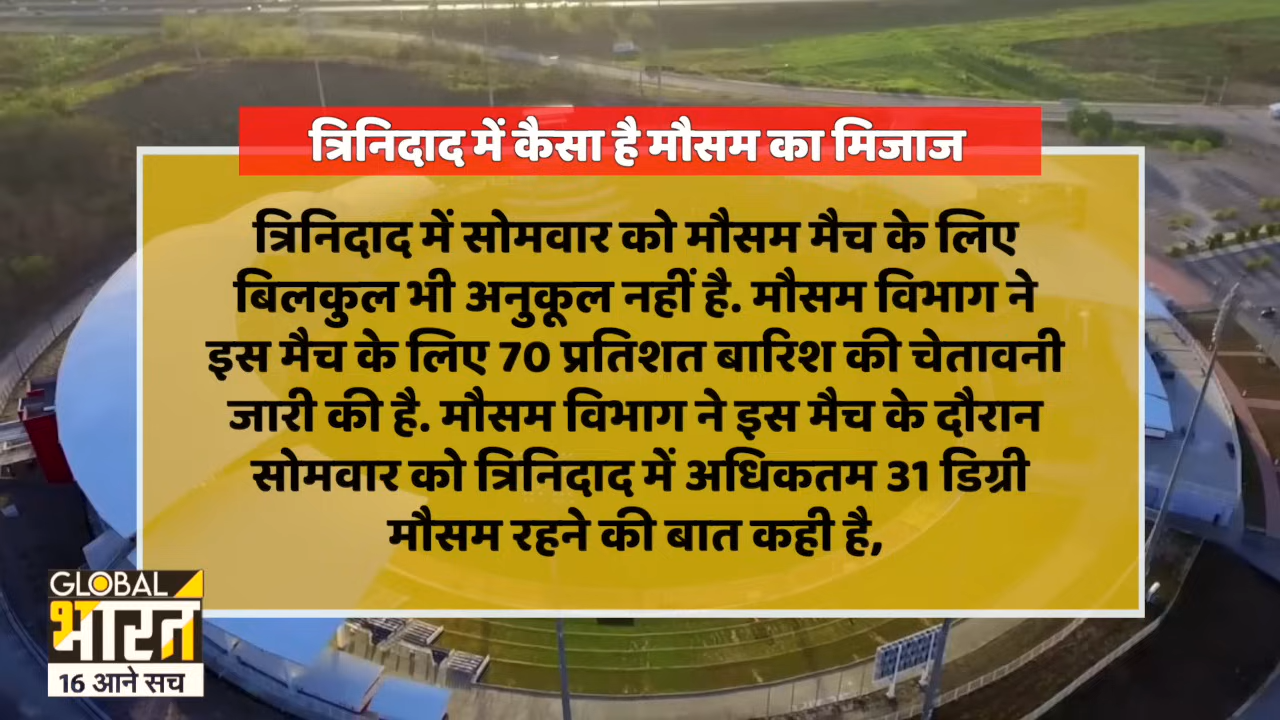 त्रिनिदाद में कैसा है मौसम का मिजाज
त्रिनिदाद में सोमवार को मौसम मैच के लिए
बिलकुल भी अनुकूल नहीं है. मौसम विभाग ने
इस मैच के लिए 70 प्रतिशत बारिश की चेतावनी
जारी की है. मौसम विभाग ने इस मैच के दौरान
सोमवार को त्रिनिदाद में अधिकतम 31 डिग्री
मौसम रहने की बात कही है,
GLOBAL
भारत
16 आने सच